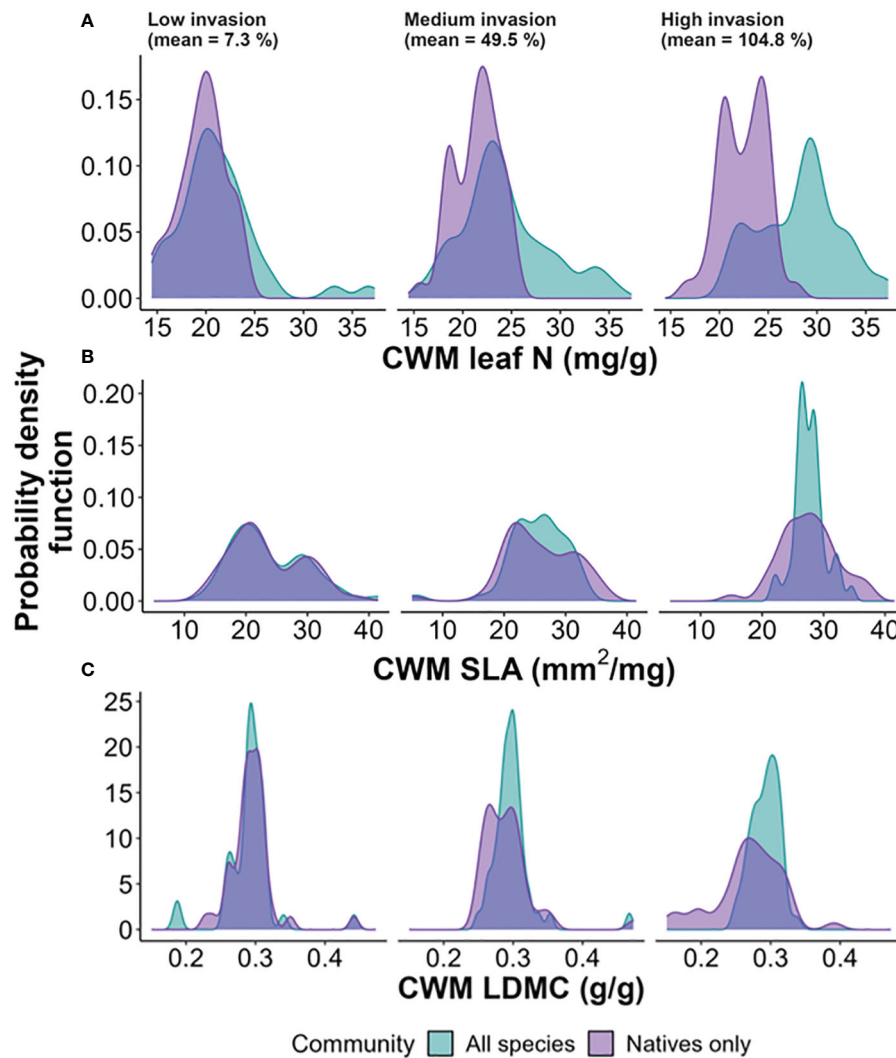 A
Low invasion
(mean = 7.3 %)
Medium invasion
(mean = 49.5 %)
High invasion
(mean = 104.8 %)
0.15
0.10
0.05
0.00
15 20 25 30 35
15 20 25 30 35
15 20 25 30 35
CWM leaf N (mg/g)
B
Probability density
function
0.20
0.15
0.10
0.05
0.00
10 20 30 40
10 20 30 40
10 20 30 40
CWM SLA (mm²/mg)
C
25
20
15
10
5
0
0.2 0.3 0.4
0.2 0.3 0.4
0.2 0.3 0.4
CWM LDMC (g/g)
Community All species Natives only